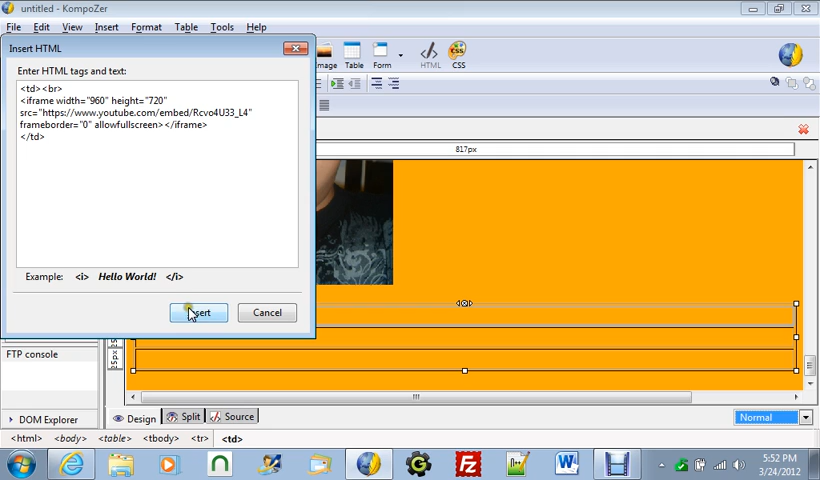 untitled - KompoZer
File Edit View Insert Format Table Tools Help
Insert HTML
Image Table Form HTML CSS
Enter HTML tags and text:
<td><br>
<iframe width="960" height="720"
src="https://www.youtube.com/embed/Rcvo4U33_L4"
frameborder="0" allowfullscreen></iframe>
</td>
817px
Example: <i> Hello World! </i>
Insert Cancel
FTP console
25px
DOM Explorer
Design Split Source
Normal
<html> <body> <table> <tbody> <tr> <td>
5:52 PM
3/24/2012